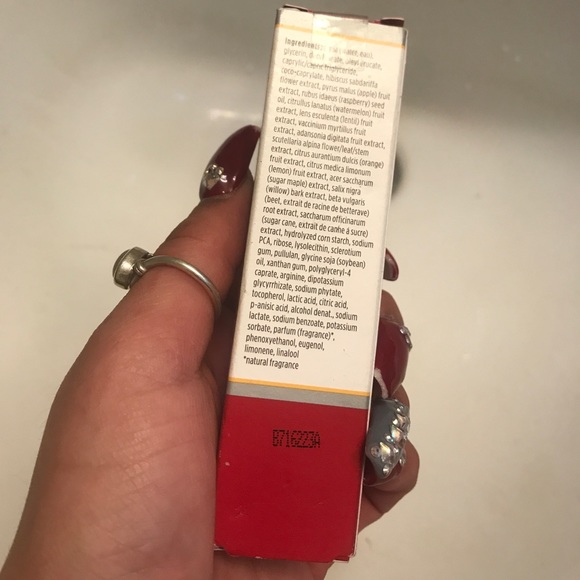 Ingredients:
glycerin,
caprylic/capric triglyceride,
coco-caprylate, hibiscus sabdariffa
flower extract, pyrus malus (apple) fruit
extract, rubus idaeus (raspberry) seed
oil, citrullus lanatus (watermelon) fruit
extract, lens esculenta (lentil) fruit
extract, vaccinium myrtillus fruit
extract, adansonia digitata fruit extract,
scutellaria alpina flower/leaf/stem
extract, citrus aurantium dulcis (orange)
fruit extract, citrus medica limonum
(lemon) fruit extract, acer saccharum
(sugar maple) extract, salix nigra
(willow) bark extract, beta vulgaris
(beet, extrait de racine de betterave)
root extract, saccharum officinarum
(sugar cane, extrait de canne à sucre)
extract, hydrolyzed corn starch, sodium
PCA, ribose, lysolecithin, sclerotium
gum, pullulan, glycine soja (soybean)
oil, xanthan gum, polyglyceryl-4
caprate, arginine, dipotassium
glycyrrhizate, sodium phytate,
tocopherol, lactic acid, citric acid,
p-anisic acid, alcohol denat., sodium
lactate, sodium benzoate, potassium
sorbate, parfum (fragrance)*,
phenoxyethanol, eugenol,
limonene, linalool
*natural fragrance
B716223A